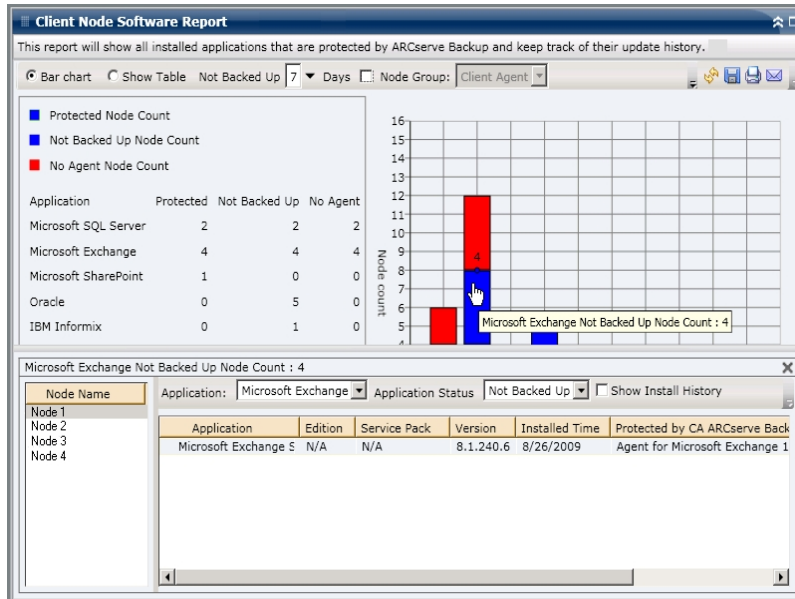 Client Node Software Report
This report will show all installed applications that are protected by ARCserve Backup and keep track of their update history.
Bar chart Show Table Not Backed Up 7 Days Node Group: Client Agent
Protected Node Count
Not Backed Up Node Count
No Agent Node Count
Application Protected Not Backed Up No Agent
Microsoft SQL Server 2 2 2
Microsoft Exchange 4 4 4
Microsoft SharePoint 1 0 0
Oracle 0 5 0
IBM Informix 0 1 0
Node count
16
15
14
13
12
11
10
9
8
7
6
5
4
4
Microsoft Exchange Not Backed Up Node Count : 4
Microsoft Exchange Not Backed Up Node Count : 4
Node Name
Node 1
Node 2
Node 3
Node 4
Application: Microsoft Exchange Application Status Not Backed Up Show Install History
Application Edition Service Pack Version Installed Time Protected by CA ARCserve Back
Microsoft Exchange S N/A N/A 8.1.240.6 8/26/2009 Agent for Microsoft Exchange 1